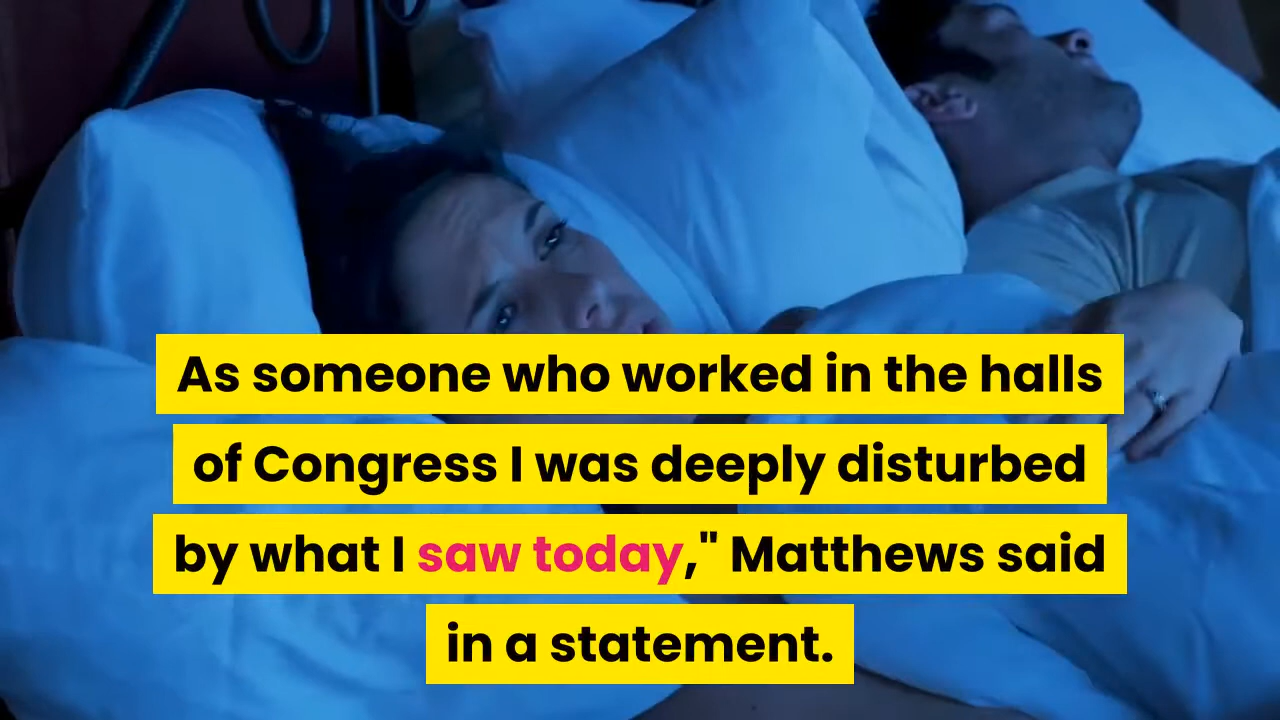 As someone who worked in the halls
of Congress I was deeply disturbed
by what I saw today," Matthews said
in a statement.